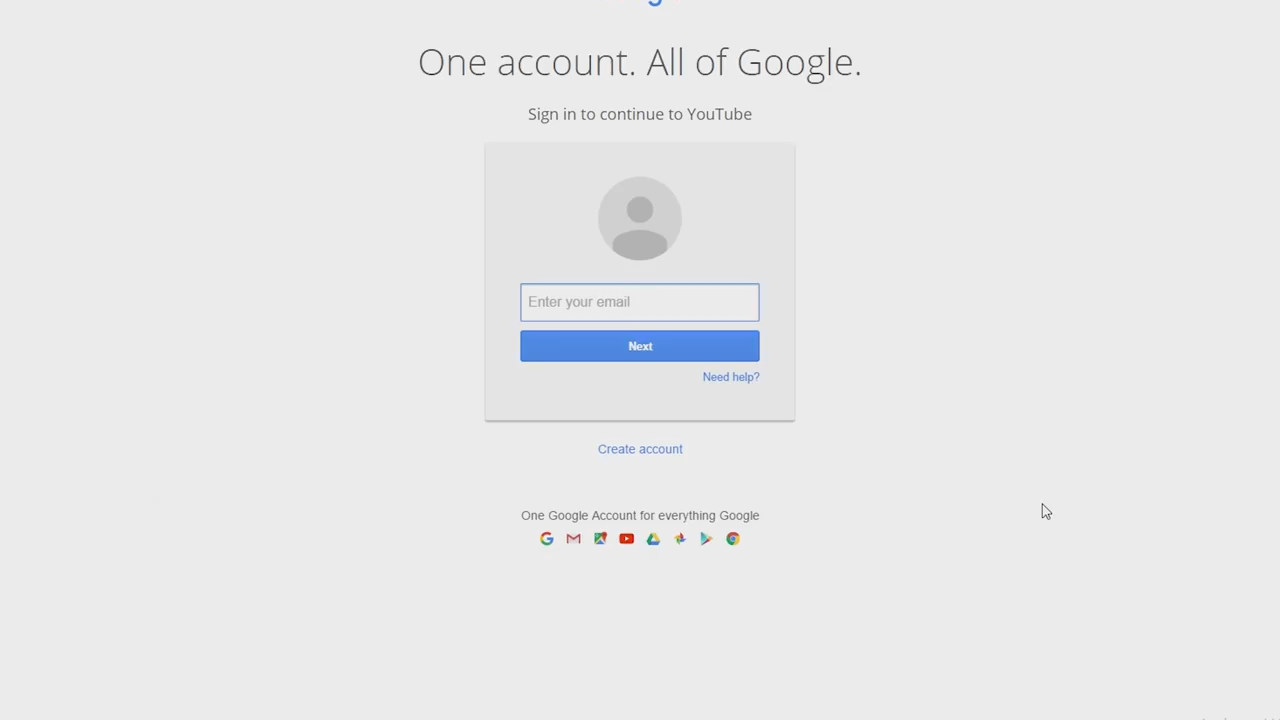 One account. All of Google.
Sign in to continue to YouTube
Enter your email
Next
Need help?
Create account
One Google Account for everything Google